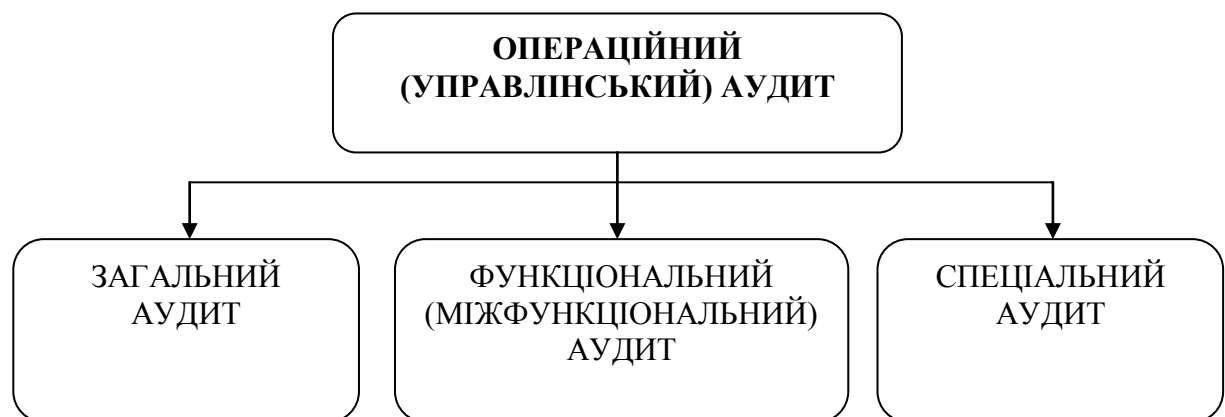 ОПЕРАЦІЙНИЙ
(УПРАВЛІНСЬКИЙ) АУДИТ
ЗАГАЛЬНИЙ
АУДИТ
ФУНКЦІОНАЛЬНИЙ
(МІЖФУНКЦІОНАЛЬНИЙ)
АУДИТ
СПЕЦІАЛЬНИЙ
АУДИТ